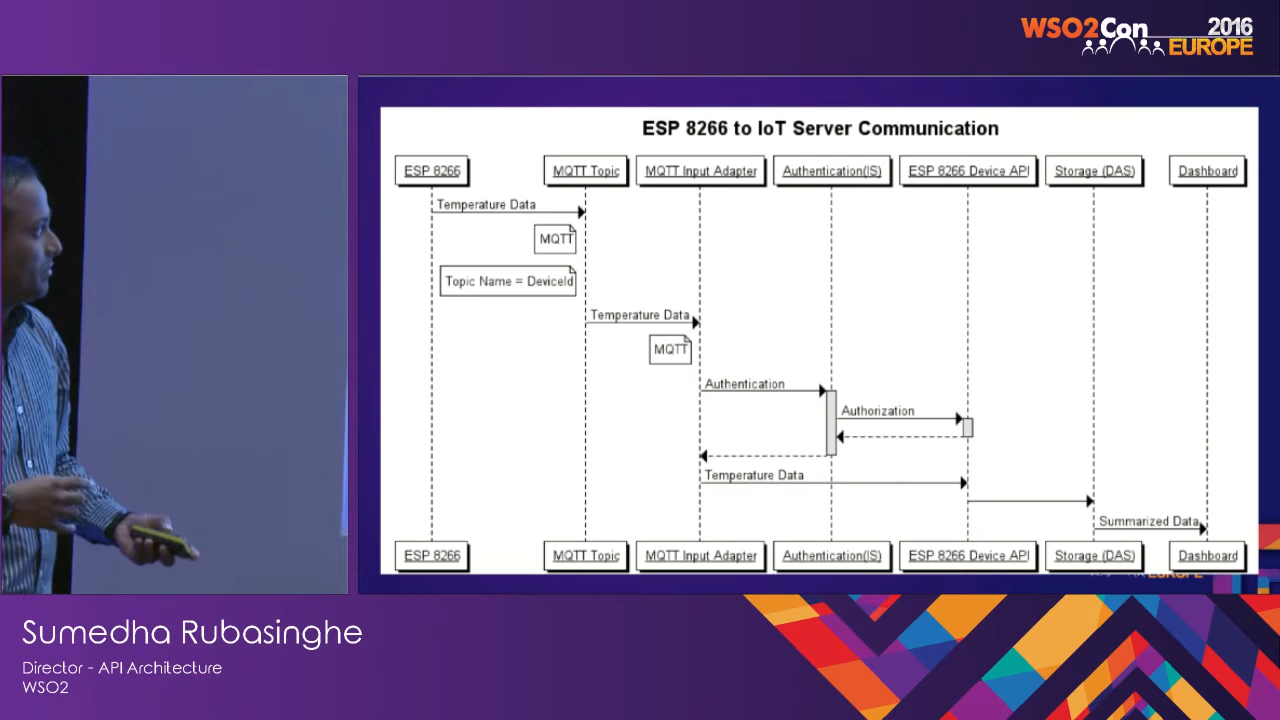 WSO2Con 2016
EUROPE
ESP 8266 to IoT Server Communication
ESP 8266 MQTT Topic MQTT Input Adapter Authentication(IS) ESP 8266 Device API Storage (DAS) Dashboard
Temperature Data
MQTT
Topic Name = DeviceId
Temperature Data
MQTT
Authentication
Authorization
Temperature Data
Summarized Data
ESP 8266 MQTT Topic MQTT Input Adapter Authentication(IS) ESP 8266 Device API Storage (DAS) Dashboard
EUROPE
Sumedha Rubasinghe
Director - API Architecture
WSO2